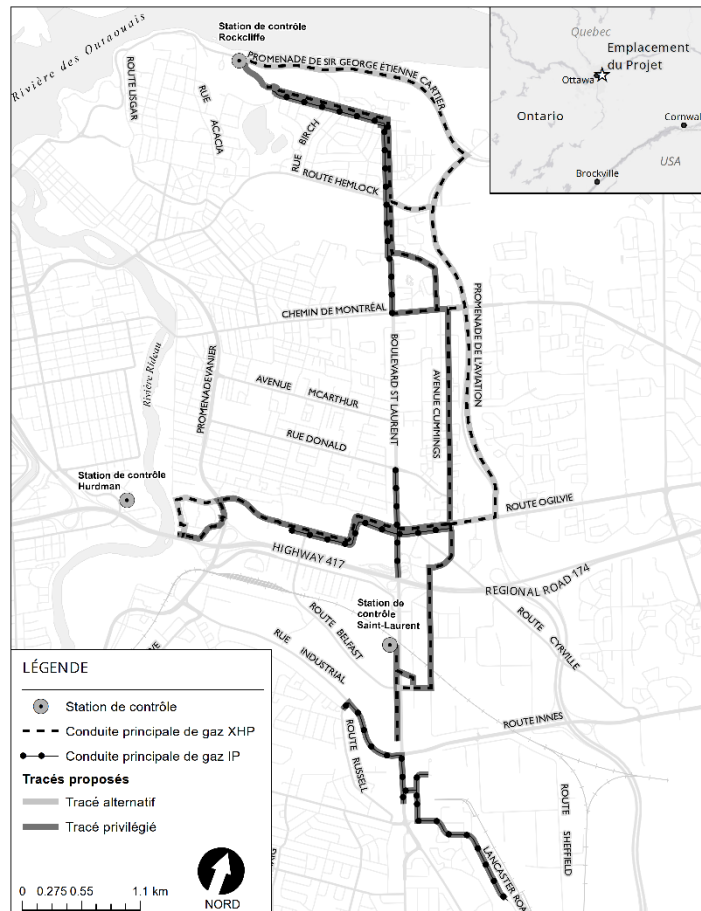 Quebec
Emplacement
du Projet
Ottawa
Ontario
Cornwal
USA
Brockville
Station de contrôle
Rockcliffe
Rivière des Outaouais
PROMENADE DE SIR GEORGE ÉTIENNE CARTIER
ROUTE LISGAR
RUE ACACIA
RUE BIRCH
ROUTE HEMLOCK
CHEMIN DE MONTRÉAL
PROMENADE DE L'AVIATION
BOULEVARD ST LAURENT
AVENUE CUMMINGS
Rivière Rideau
PROMENADE VANIER
AVENUE MCARTHUR
RUE DONALD
Station de contrôle
Hurdman
ROUTE OGILVIE
HIGHWAY 417
REGIONAL ROAD 174
Station de
contrôle
Saint-Laurent
ROUTE BELFAST
RUE INDUSTRIAL
ROUTE CYRVILLE
ROUTE INNES
ROUTE RUSSELL
ROUTE SHEFFIELD
LANCASTER ROA
LÉGENDE
Station de contrôle
Conduite principale de gaz XHP
Conduite principale de gaz IP
Tracés proposés
Tracé alternatif
Tracé privilégié
0 0.275 0.55 1.1 km
NORD